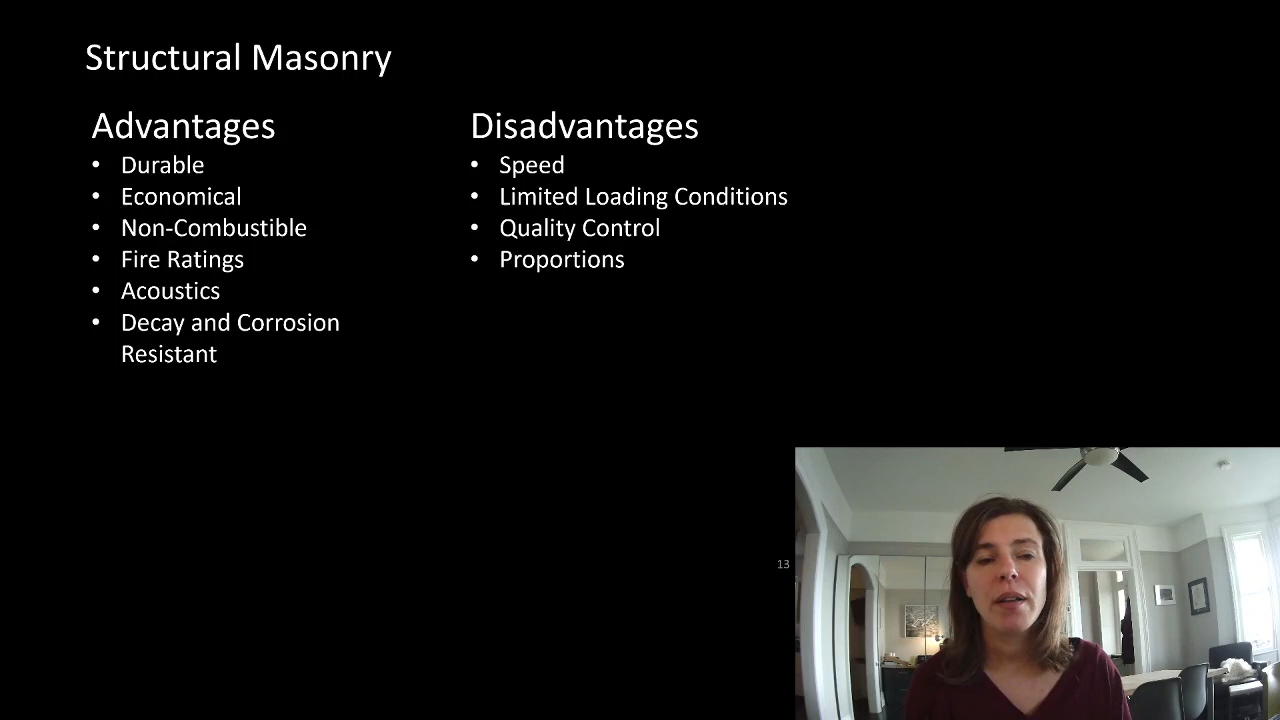 Structural Masonry
Advantages
• Durable
• Economical
• Non-Combustible
• Fire Ratings
• Acoustics
• Decay and Corrosion
Resistant
Disadvantages
• Speed
• Limited Loading Conditions
• Quality Control
• Proportions
13